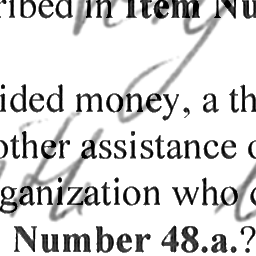 ribed in Item Nu
ided money, a th
other assistance o
ganization who c
Number 48.a.?